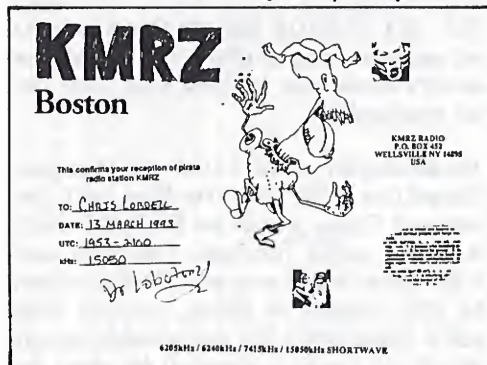 KMRZ
Boston
KMRZ RADIO
P.O. BOX 452
WELLSVILLE NY 14895
USA
This confirms your reception of pirate
radio station KMRZ
TO: CHRIS LOBDELL
DATE: 13 MARCH 1993
UTC: 1953-2100
kHz: 15050
Dr Lobotomy
6205kHz / 6240kHz / 7415kHz / 15050kHz SHORTWAVE